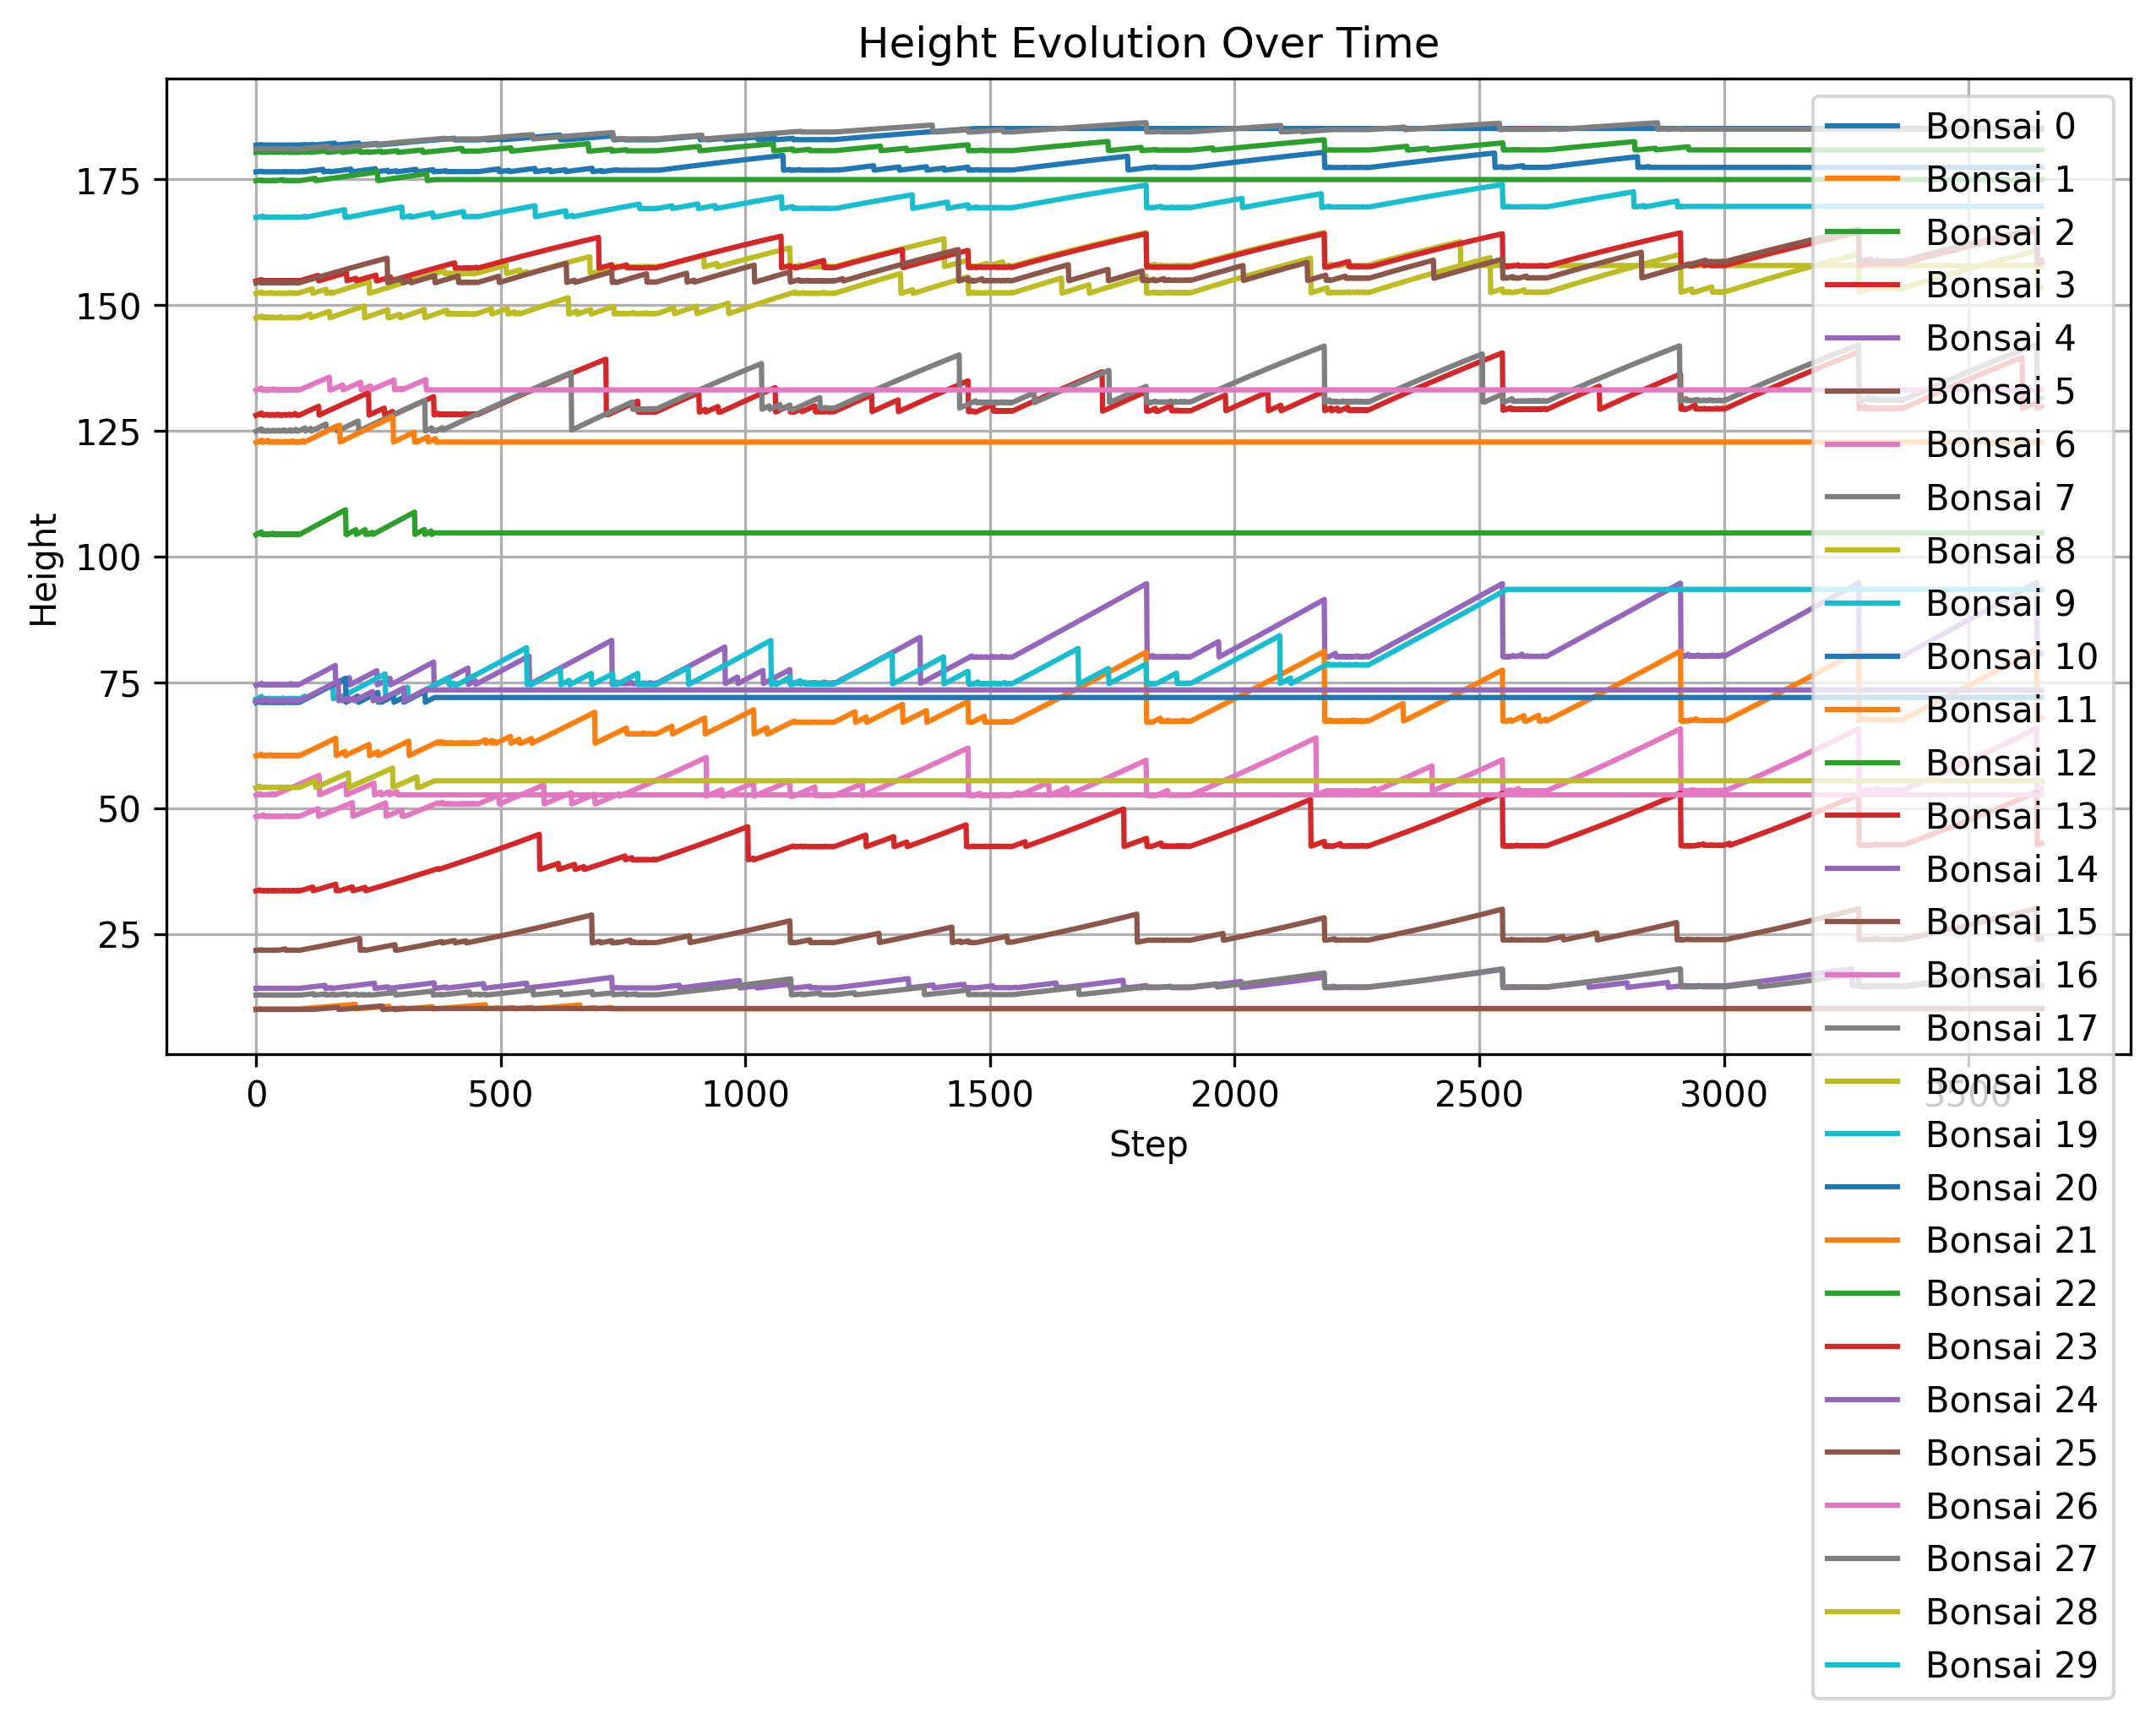 Height Evolution Over Time
Height
175
150
125
100
75
50
25
0 500 1000 1500 2000 2500 3000 3500
Step
Bonsai 0
Bonsai 1
Bonsai 2
Bonsai 3
Bonsai 4
Bonsai 5
Bonsai 6
Bonsai 7
Bonsai 8
Bonsai 9
Bonsai 10
Bonsai 11
Bonsai 12
Bonsai 13
Bonsai 14
Bonsai 15
Bonsai 16
Bonsai 17
Bonsai 18
Bonsai 19
Bonsai 20
Bonsai 21
Bonsai 22
Bonsai 23
Bonsai 24
Bonsai 25
Bonsai 26
Bonsai 27
Bonsai 28
Bonsai 29